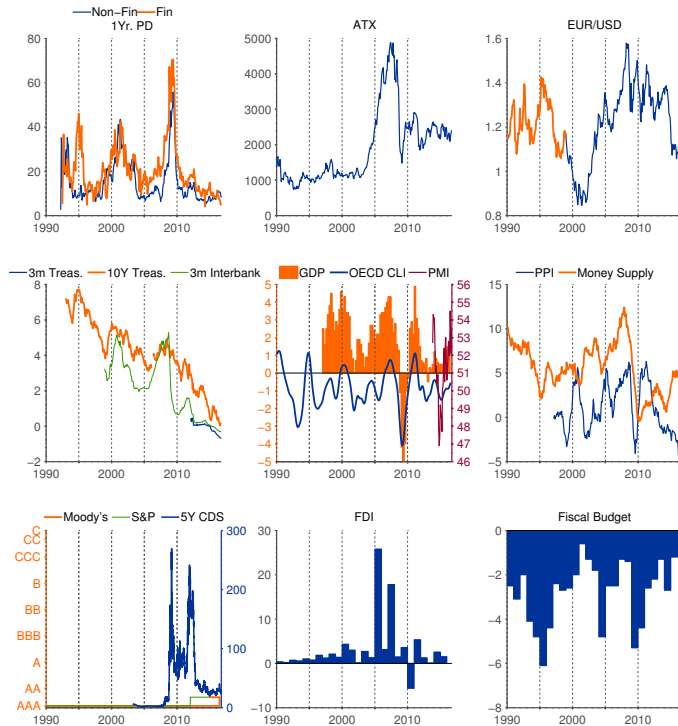 Non−Fin Fin
1Yr. PD
80
60
40
20
0
1990 2000 2010
ATX
5000
4000
3000
2000
1000
0
1990 2000 2010
EUR/USD
1.6
1.4
1.2
1
0.8
1990 2000 2010
3m Treas. 10Y Treas. 3m Interbank
8
6
4
2
0
−2
1990 2000 2010
GDP OECD CLI PMI
5
4
3
2
1
0
−1
−2
−3
−4
−5
56
55
54
53
52
51
50
49
48
47
46
1990 2000 2010
PPI Money Supply
15
10
5
0
−5
1990 2000 2010
Moody's S&P 5Y CDS
C
CC
CCC
B
BB
BBB
A
AA
AAA
300
200
100
0
1990 2000 2010
FDI
30
20
10
0
−10
1990 2000 2010
Fiscal Budget
0
−2
−4
−6
−8
1990 2000 2010